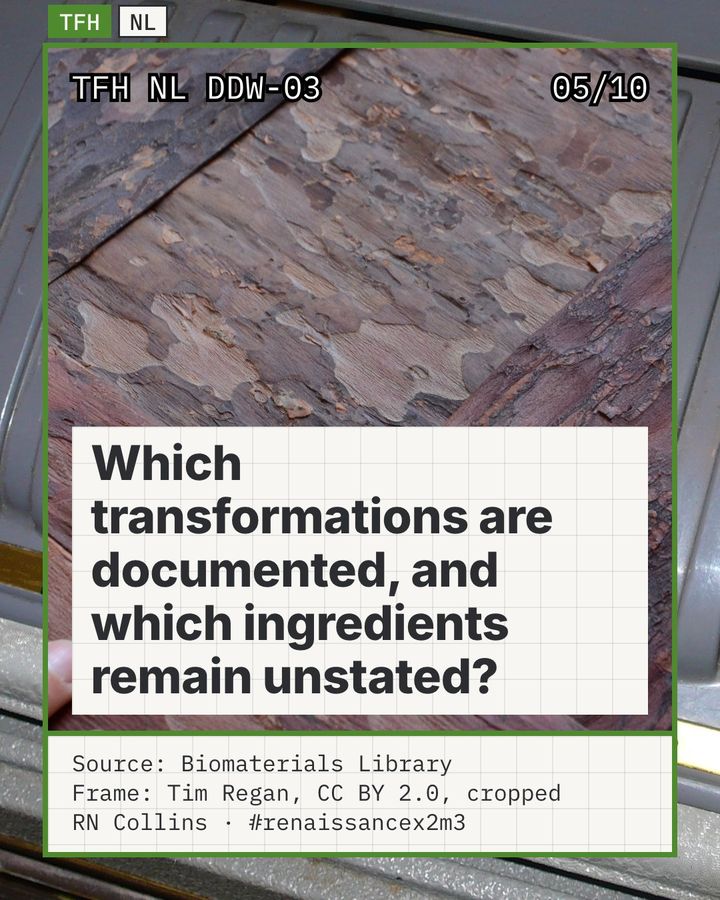 TFH NL
TFH NL DDW-03 05/10
Which
transformations are
documented, and
which ingredients
remain unstated?
Source: Biomaterials Library
Frame: Tim Regan, CC BY 2.0, cropped
RN Collins · #renaissancex2m3